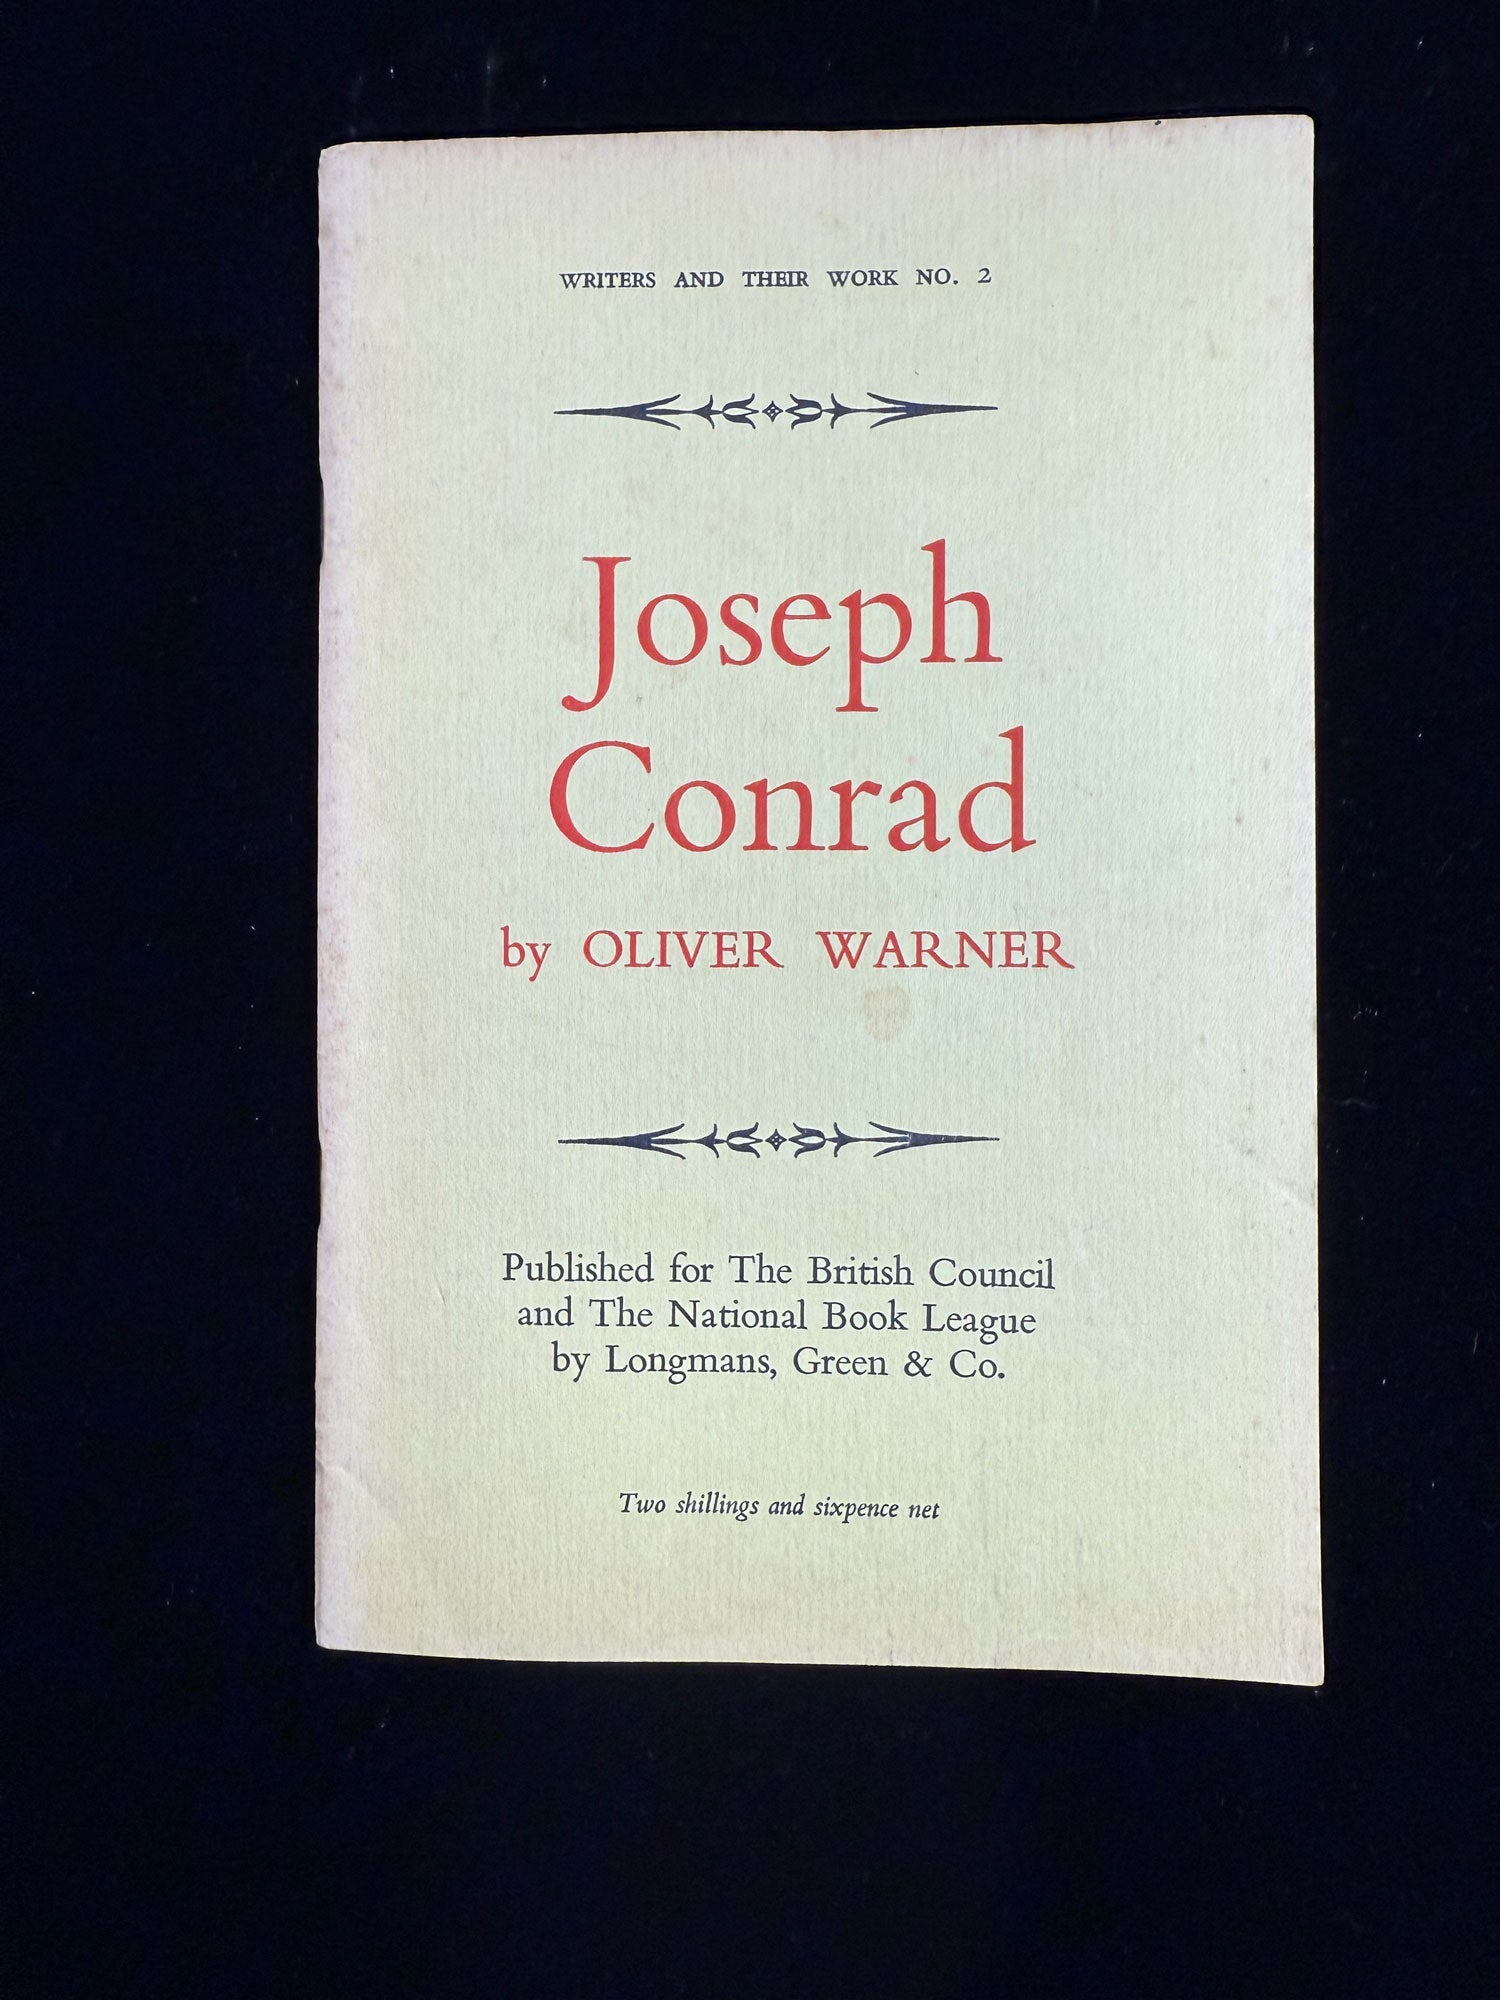 WRITERS AND THEIR WORK NO. 2
Joseph
Conrad
by OLIVER WARNER
Published for The British Council
and The National Book League
by Longmans, Green & Co.
Two shillings and sixpence net